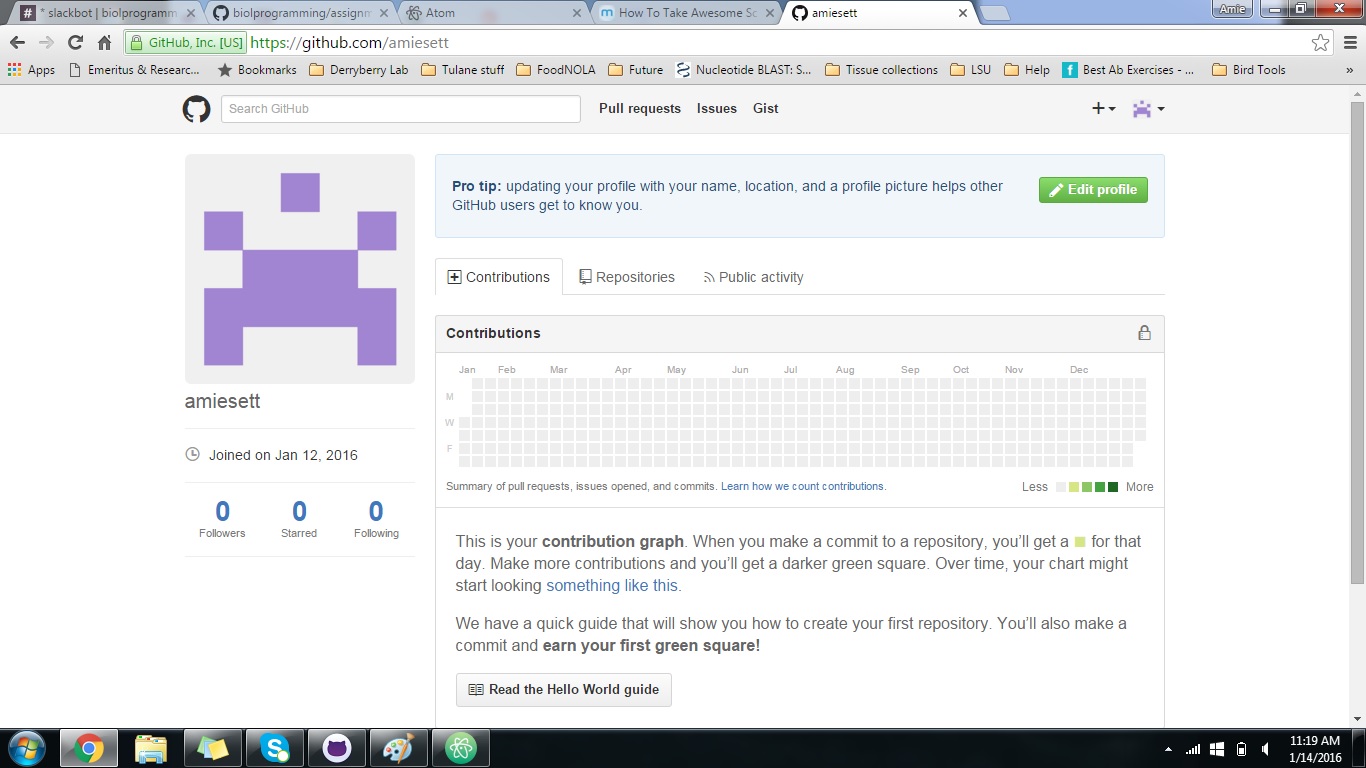 * slackbot | biolprogramm
biolprogramming/assignm
Atom
How To Take Awesome Sc
amiesett
Amie
GitHub, Inc. [US] https://github.com/amiesett
Apps Emeritus & Researc... Bookmarks Derryberry Lab Tulane stuff FoodNOLA Future Nucleotide BLAST: S... Tissue collections LSU Help Best Ab Exercises - ... Bird Tools »
Search GitHub Pull requests Issues Gist
Pro tip: updating your profile with your name, location, and a profile picture helps other
GitHub users get to know you.
Edit profile
Contributions Repositories Public activity
Contributions
Jan Feb Mar Apr May Jun Jul Aug Sep Oct Nov Dec
M
W
F
Summary of pull requests, issues opened, and commits. Learn how we count contributions.
Less More
amiesett
Joined on Jan 12, 2016
0 0 0
Followers Starred Following
This is your contribution graph. When you make a commit to a repository, you’ll get a for that
day. Make more contributions and you’ll get a darker green square. Over time, your chart might
start looking something like this.
We have a quick guide that will show you how to create your first repository. You’ll also make a
commit and earn your first green square!
Read the Hello World guide
11:19 AM
1/14/2016